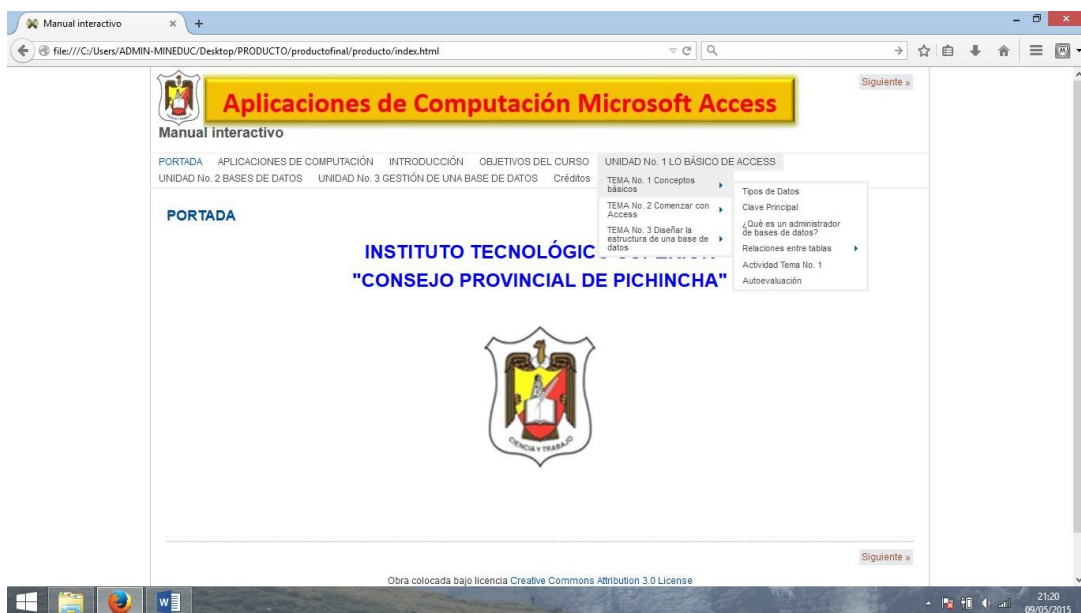 Manual interactivo
file:///C:/Users/ADMIN-MINEDUC/Desktop/PRODUCTO/productofinal/producto/index.html
Siguiente »
Aplicaciones de Computación Microsoft Access
Manual interactivo
PORTADA APLICACIONES DE COMPUTACIÓN INTRODUCCIÓN OBJETIVOS DEL CURSO UNIDAD No. 1 LO BÁSICO DE ACCESS
UNIDAD No. 2 BASES DE DATOS UNIDAD No. 3 GESTIÓN DE UNA BASE DE DATOS Créditos
TEMA No. 1 Conceptos
básicos
TEMA No. 2 Comenzar con
Access
TEMA No. 3 Diseñar la
estructura de una base de
datos
Tipos de Datos
Clave Principal
¿Qué es un administrador
de bases de datos?
Relaciones entre tablas
Actividad Tema No. 1
Autoevaluación
PORTADA
INSTITUTO TECNOLÓGIC
"CONSEJO PROVINCIAL DE PICHINCHA"
CIENCIA Y TRABAJO
Siguiente »
Obra colocada bajo licencia Creative Commons Attribution 3.0 License
21:20
09/05/2015